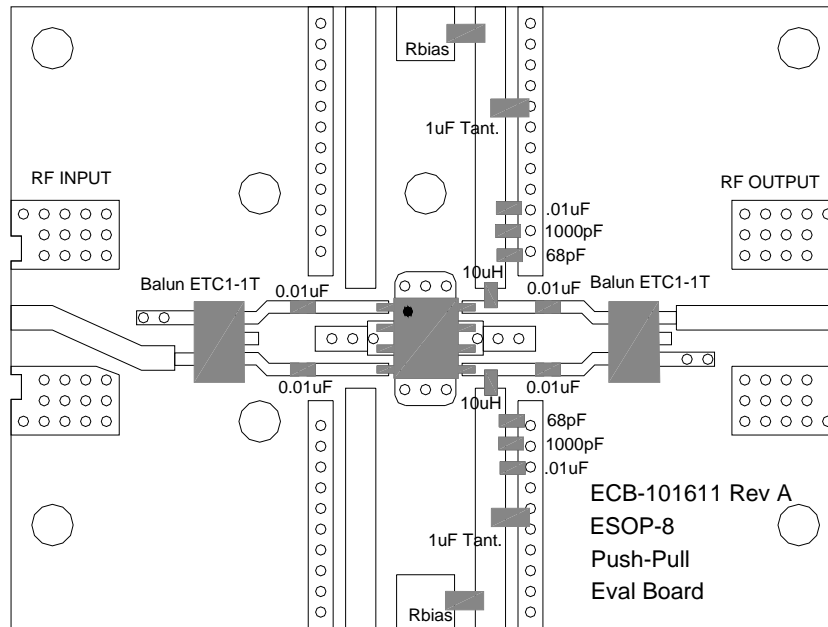 Rbias
1uF Tant.
RF INPUT
RF OUTPUT
.01uF
1000pF
68pF
10uH
Balun ETC1-1T
Balun ETC1-1T
0.01uF
0.01uF
0.01uF
0.01uF
10uH
68pF
1000pF
.01uF
1uF Tant.
Rbias
ECB-101611 Rev A
ESOP-8
Push-Pull
Eval Board